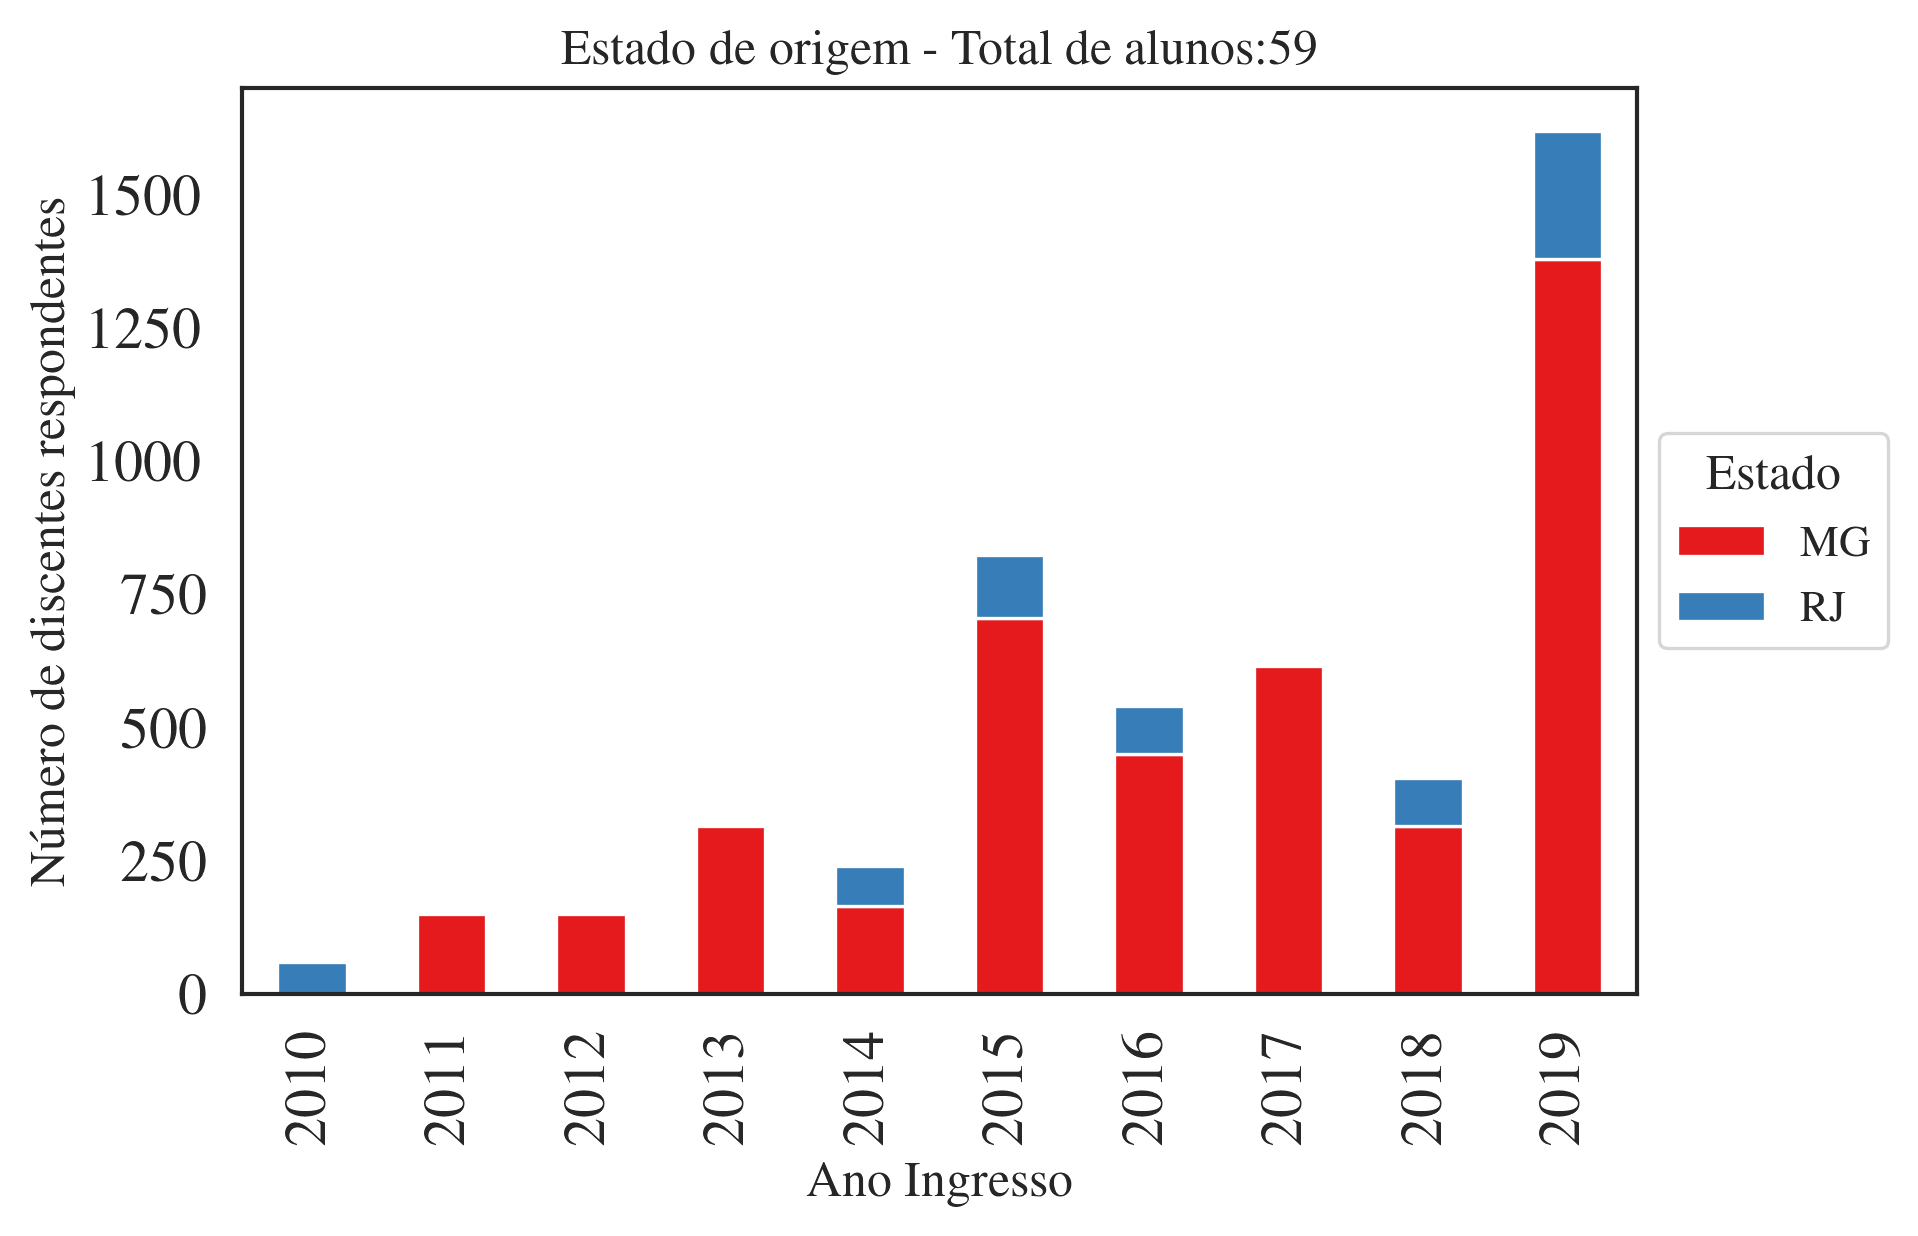 Estado de origem - Total de alunos:59
Número de discentes respondentes
1500
1250
1000
750
500
250
0
2010
2011
2012
2013
2014
2015
2016
2017
2018
2019
Ano Ingresso
Estado
MG
RJ